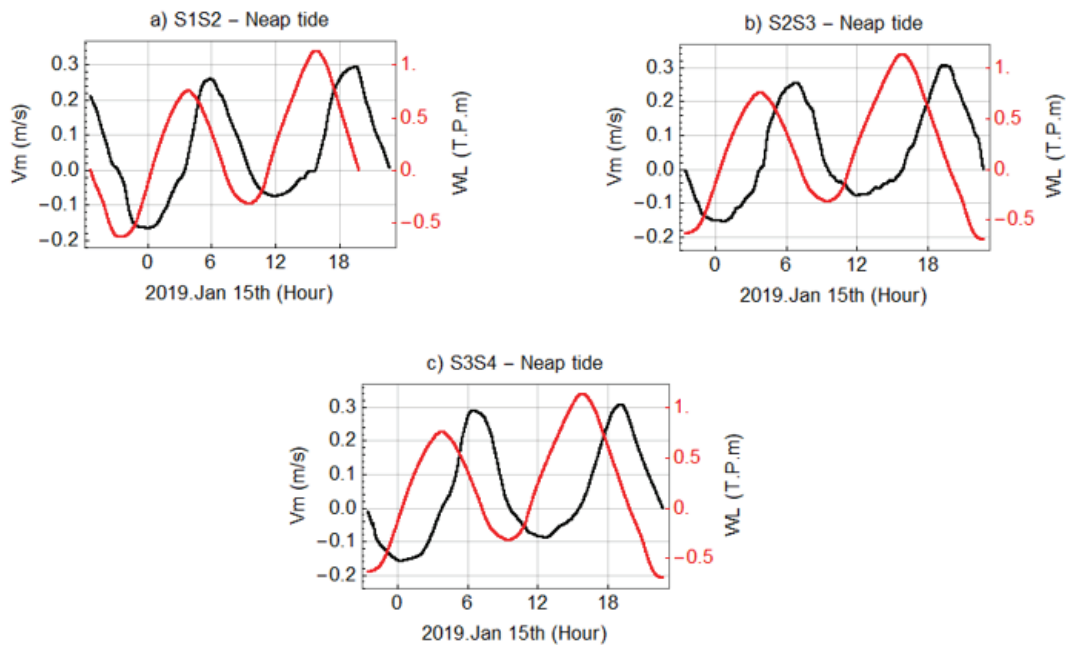 a) S1S2 – Neap tide
0.3
0.2
0.1
0.0
−0.1
−0.2
Vm (m/s)
1.
0.5
0
−0.5
WL (T.P.m)
0 6 12 18
2019.Jan 15th (Hour)
b) S2S3 – Neap tide
0.3
0.2
0.1
0.0
−0.1
−0.2
Vm (m/s)
1.
0.5
0
−0.5
WL (T.P.m)
0 6 12 18
2019.Jan 15th (Hour)
c) S3S4 – Neap tide
0.3
0.2
0.1
0.0
−0.1
−0.2
Vm (m/s)
1.
0.5
0
−0.5
WL (T.P.m)
0 6 12 18
2019.Jan 15th (Hour)